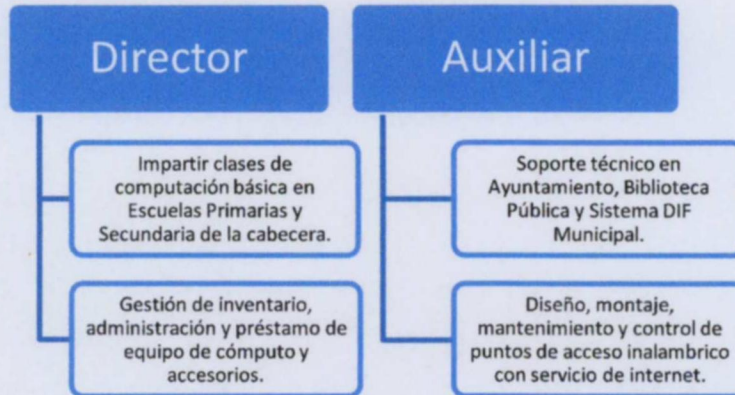 Director
Impartir clases de
computación básica en
Escuelas Primarias y
Secundaria de la cabecera.
Gestión de inventario,
administración y préstamo de
equipo de cómputo y
accesorios.
Auxiliar
Soporte técnico en
Ayuntamiento, Biblioteca
Pública y Sistema DIF
Municipal.
Diseño, montaje,
mantenimiento y control de
puntos de acceso inalambrico
con servicio de internet.